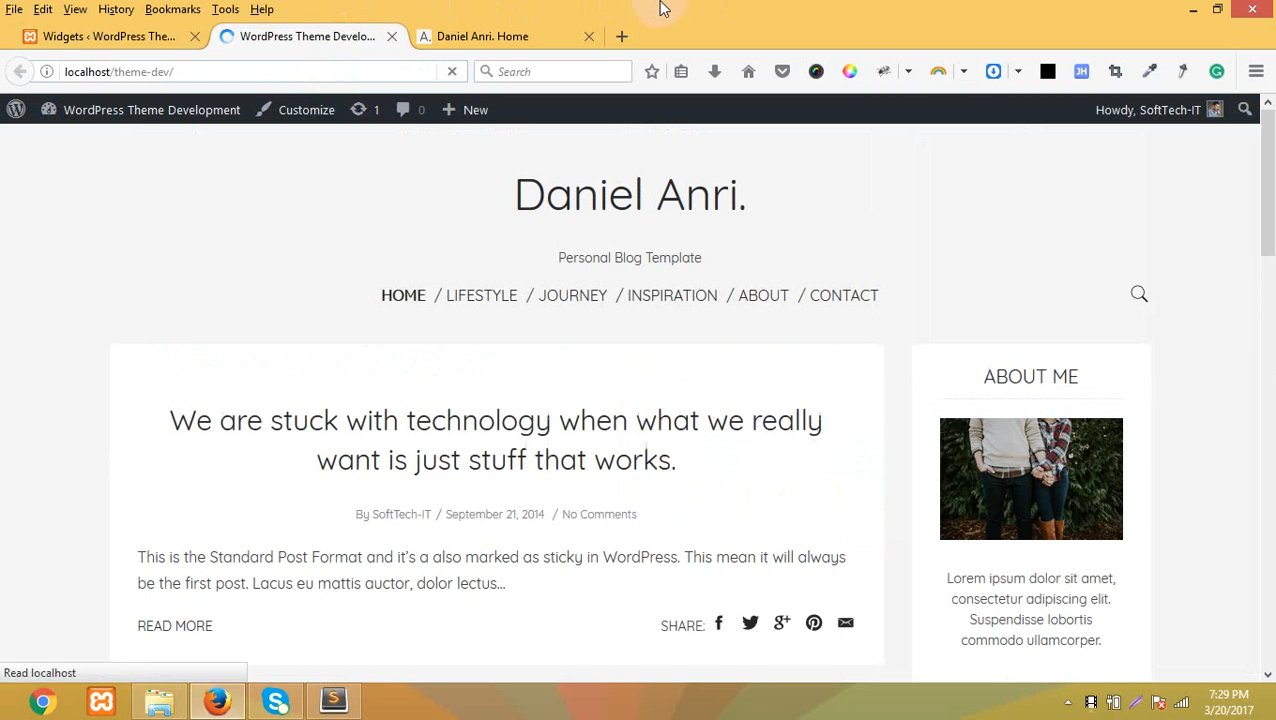 File Edit View History Bookmarks Tools Help
Widgets ‹ WordPress The... WordPress Theme Develo... A. Daniel Anri. Home
localhost/theme-dev/ Search
JH G
WordPress Theme Development Customize 1 0 New Howdy, SoftTech-IT
Daniel Anri.
Personal Blog Template
HOME / LIFESTYLE / JOURNEY / INSPIRATION / ABOUT / CONTACT
We are stuck with technology when what we really
want is just stuff that works.
By SoftTech-IT / September 21, 2014 / No Comments
This is the Standard Post Format and it's a also marked as sticky in WordPress. This mean it will always
be the first post. Lacus eu mattis auctor, dolor lectus...
READ MORE SHARE:
ABOUT ME
Lorem ipsum dolor sit amet,
consectetur adipiscing elit.
Suspendisse lobortis
commodo ullamcorper.
Read localhost
7:29 PM
3/20/2017